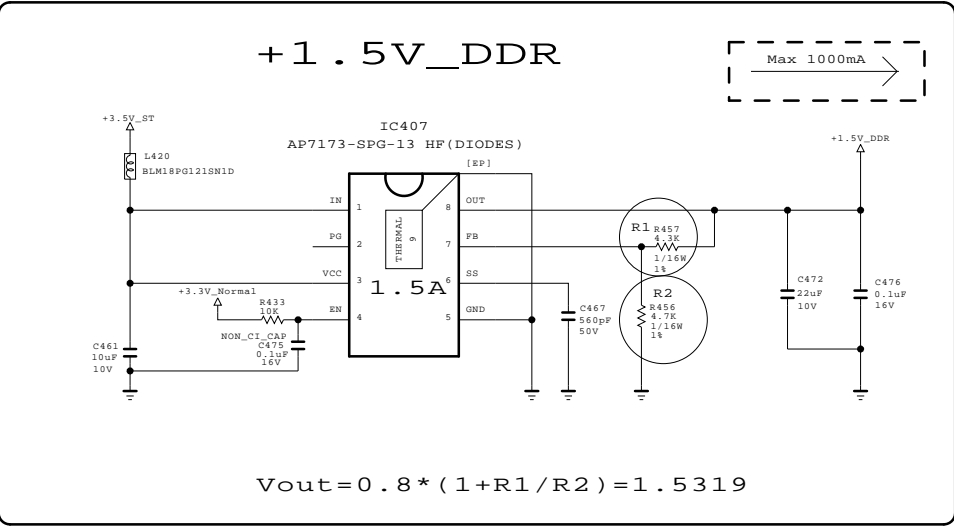 +1.5V_DDR
Max 1000mA
+3.5V_ST
IC407
AP7173-SPG-13 HF(DIODES)
+1.5V_DDR
L420
BLM18PG121SN1D
[EP]
IN
1
8
OUT
THERMAL
9
PG
2
7
FB
R1
R457
4.3K
1/16W
1%
VCC
3
1.5A
6
SS
+3.3V_Normal
R433
10K
EN
4
5
GND
R2
R456
4.7K
1/16W
1%
C467
560pF
50V
C472
22uF
10V
C476
0.1uF
16V
C461
10uF
10V
NON_CI_CAP
C475
0.1uF
16V
Vout=0.8*(1+R1/R2)=1.5319